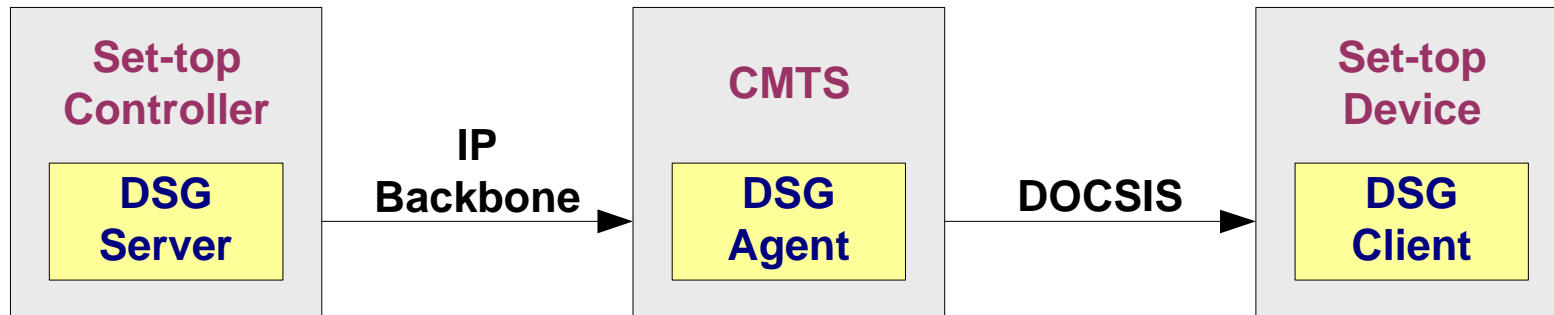 Set-top
Controller
DSG
Server
IP
Backbone
CMTS
DSG
Agent
DOCSIS
Set-top
Device
DSG
Client